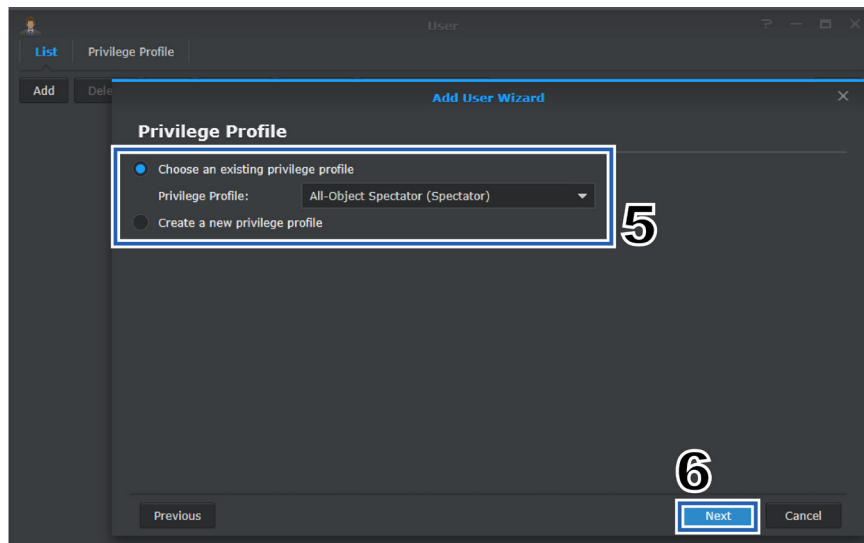 User
List Privilege Profile
Add Dele
Add User Wizard
Privilege Profile
Choose an existing privilege profile
Privilege Profile: All-Object Spectator (Spectator)
Create a new privilege profile
5
6
Previous Next Cancel